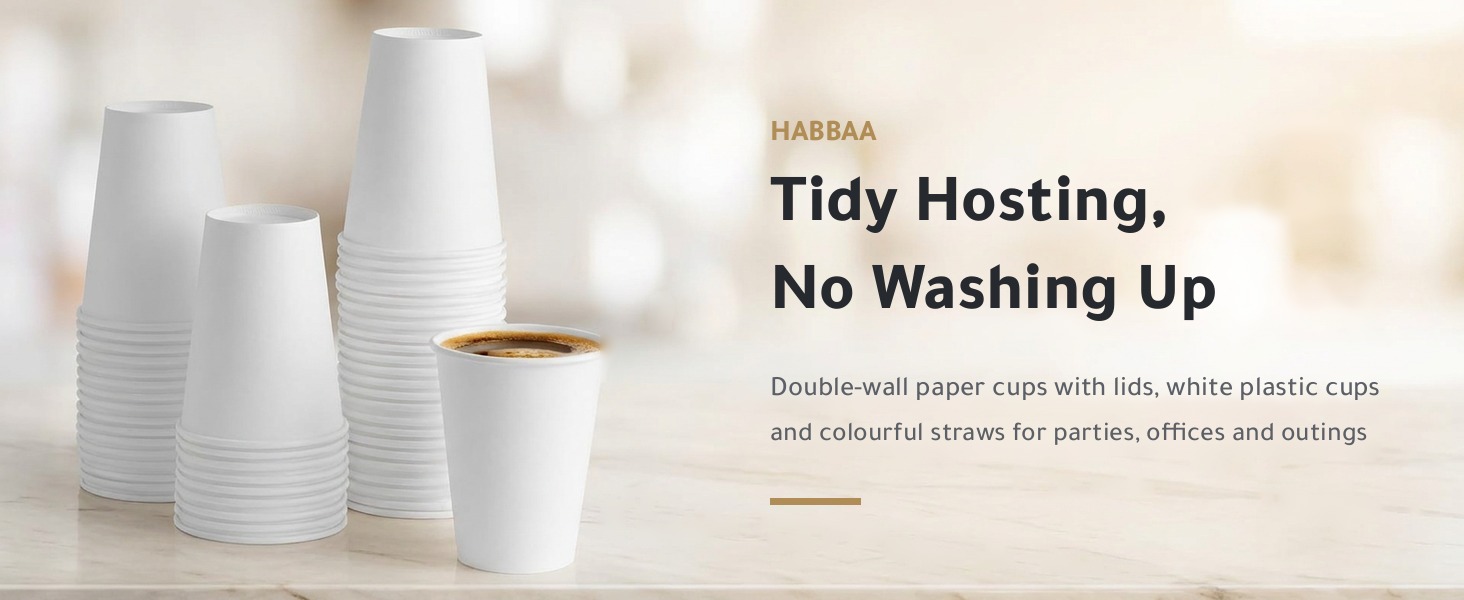 HABBAA
Tidy Hosting,
No Washing Up
Double-wall paper cups with lids, white plastic cups
and colourful straws for parties, offices and outings